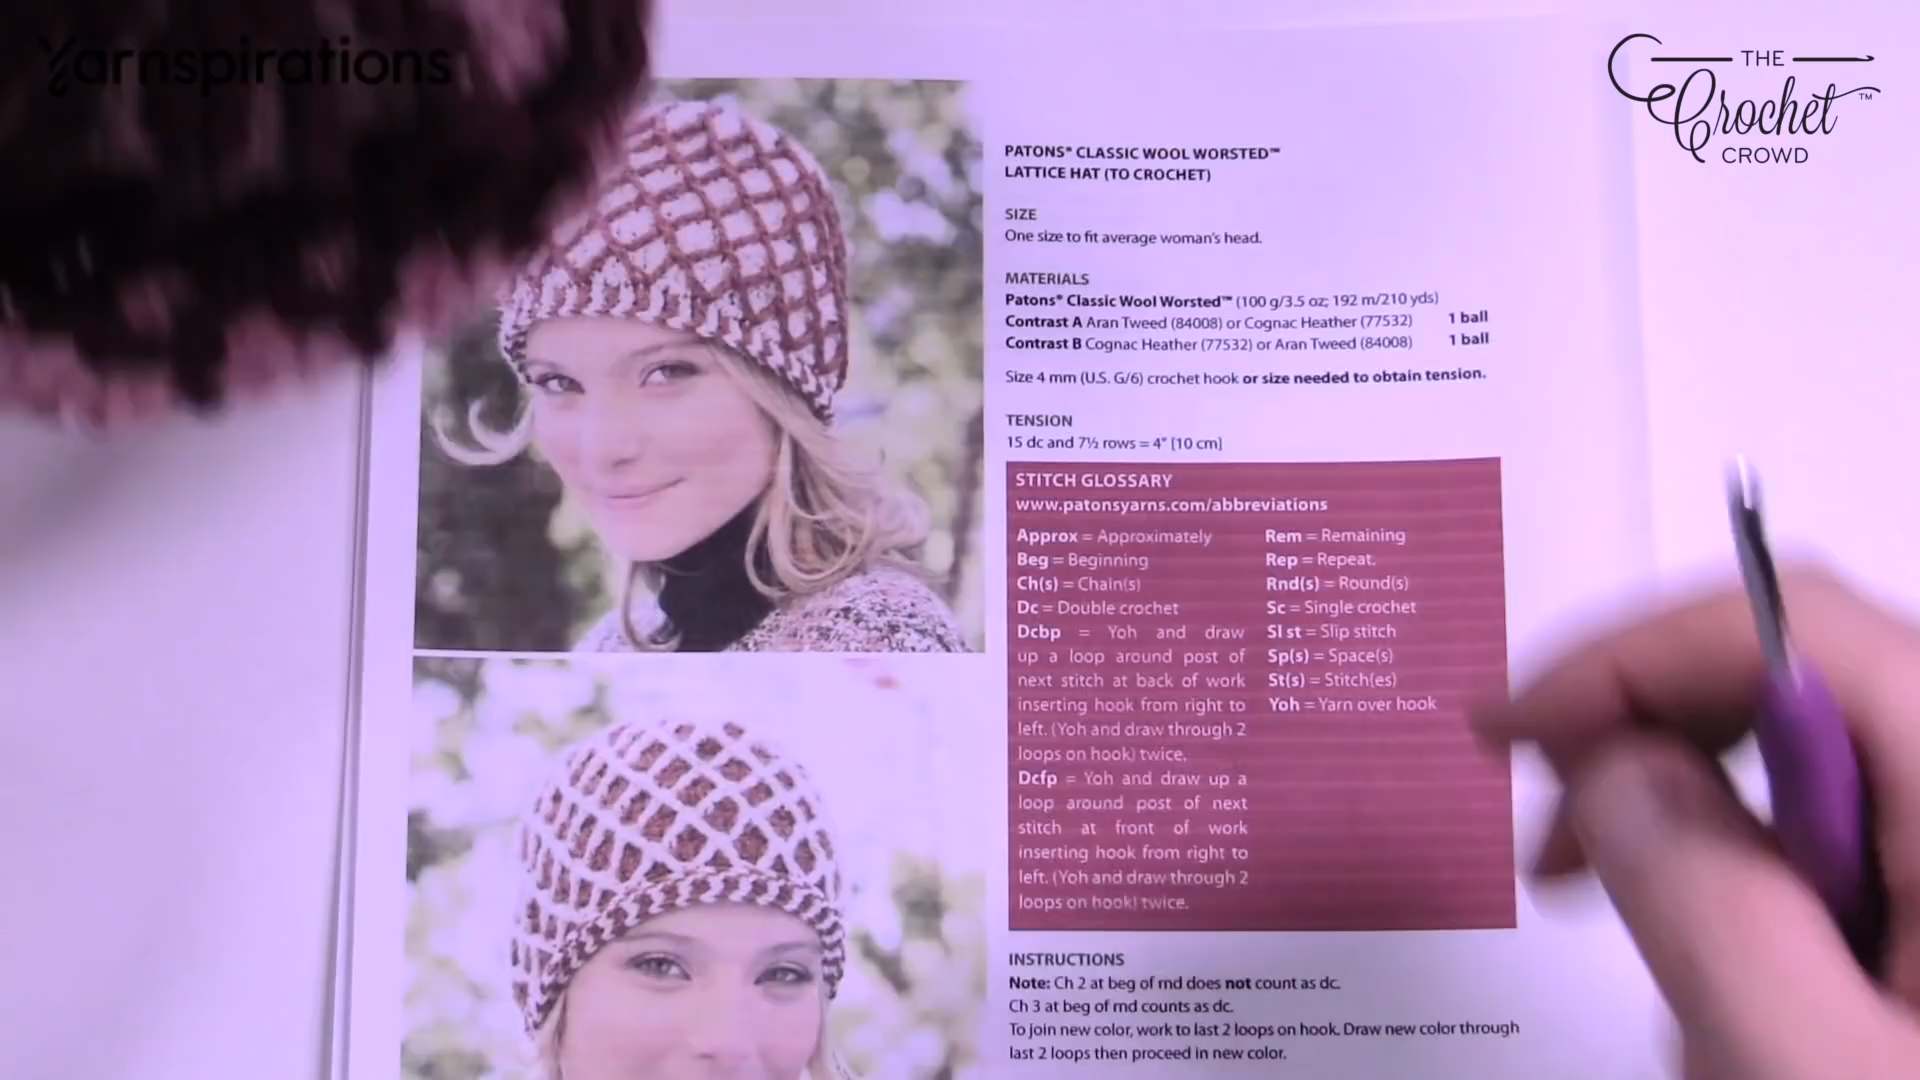 Yarnspirations
THE
Crochet™
CROWD
PATONS® CLASSIC WOOL WORSTED™
LATTICE HAT (TO CROCHET)
SIZE
One size to fit average woman's head.
MATERIALS
Patons® Classic Wool Worsted™ (100 g/3.5 oz; 192 m/210 yds)
Contrast A Aran Tweed (84008) or Cognac Heather (77532) 1 ball
Contrast B Cognac Heather (77532) or Aran Tweed (84008) 1 ball
Size 4 mm (U.S. G/6) crochet hook or size needed to obtain tension.
TENSION
15 dc and 7½ rows = 4" [10 cm]
STITCH GLOSSARY
www.patonsyarns.com/abbreviations
Approx = Approximately
Beg = Beginning
Ch(s) = Chain(s)
Dc = Double crochet
Dcbp = Yoh and draw
up a loop around post of
next stitch at back of work
inserting hook from right to
left. (Yoh and draw through 2
loops on hook) twice.
Dcfp = Yoh and draw up a
loop around post of next
stitch at front of work
inserting hook from right to
left. (Yoh and draw through 2
loops on hook) twice.
Rem = Remaining
Rep = Repeat.
Rnd(s) = Round(s)
Sc = Single crochet
Sl st = Slip stitch
Sp(s) = Space(s)
St(s) = Stitch(es)
Yoh = Yarn over hook
INSTRUCTIONS
Note: Ch 2 at beg of rnd does not count as dc.
Ch 3 at beg of rnd counts as dc.
To join new color, work to last 2 loops on hook. Draw new color through
last 2 loops then proceed in new color.